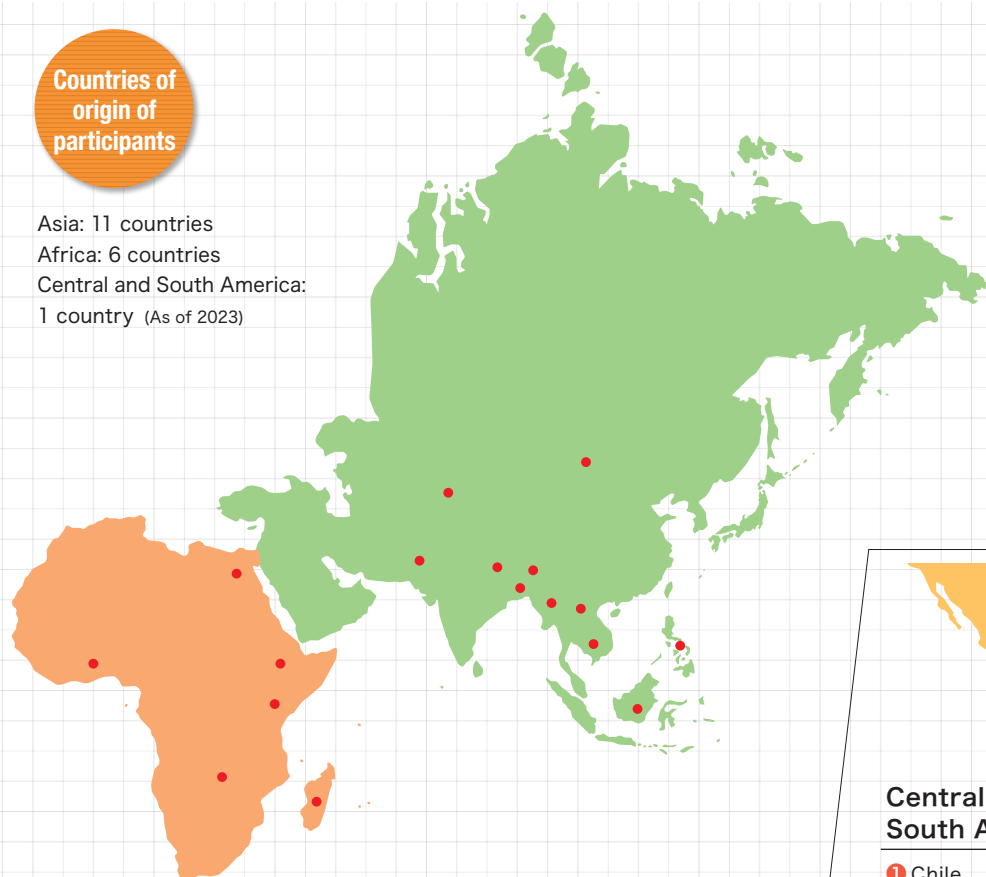 Countries of
origin of
participants
Asia: 11 countries
Africa: 6 countries
Central and South America:
1 country (As of 2023)
Central
South A
1 Chile